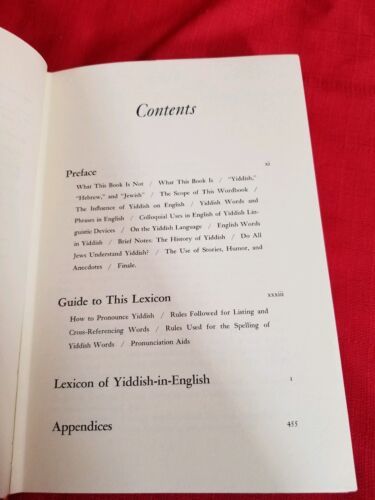 Contents
Preface xi
What This Book Is Not / What This Book Is / "Yiddish,"
"Hebrew," and "Jewish" / The Scope of This Wordbook /
The Influence of Yiddish on English / Yiddish Words and
Phrases in English / Colloquial Uses in English of Yiddish Lin-
guistic Devices / On the Yiddish Language / English Words
in Yiddish / Brief Notes: The History of Yiddish / Do All
Jews Understand Yiddish? / The Use of Stories, Humor, and
Anecdotes / Finale.
Guide to This Lexicon xxxiii
How to Pronounce Yiddish / Rules Followed for Listing and
Cross-Referencing Words / Rules Used for the Spelling of
Yiddish Words / Pronunciation Aids
Lexicon of Yiddish-in-English 1
Appendices 455